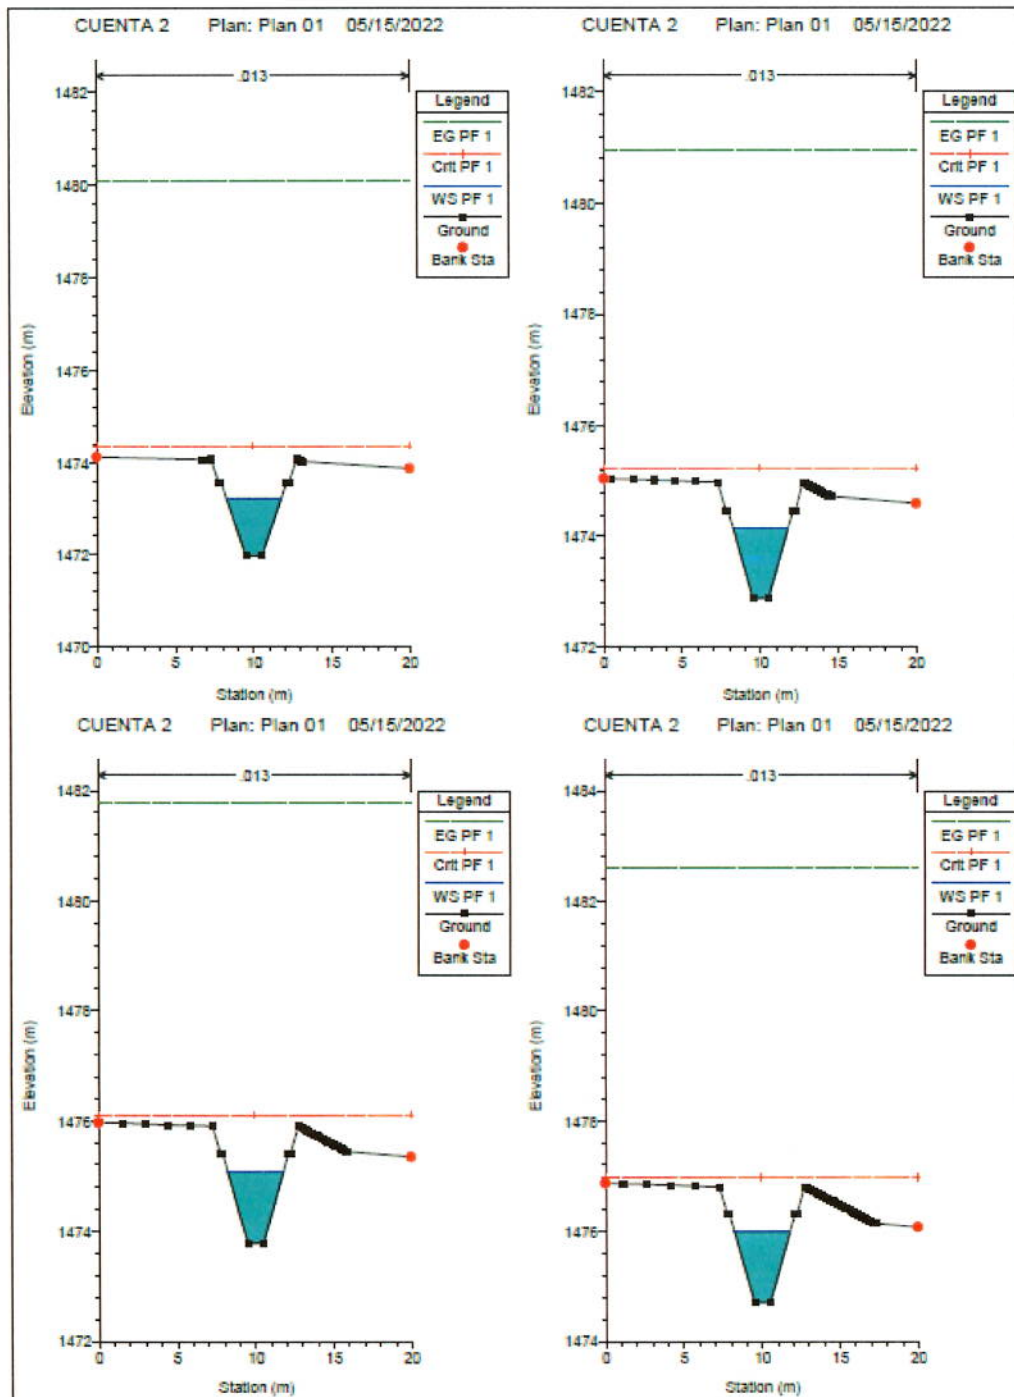 CUENTA 2 Plan: Plan 01 05/15/2022
.013
Legend
EG PF 1
Crit PF 1
WS PF 1
Ground
Bank Sta
Elevation (m)
1482
1480
1478
1476
1474
1472
1470
0 5 10 15 20
Station (m)
CUENTA 2 Plan: Plan 01 05/15/2022
.013
Legend
EG PF 1
Crit PF 1
WS PF 1
Ground
Bank Sta
Elevation (m)
1482
1480
1478
1476
1474
1472
0 5 10 15 20
Station (m)
CUENTA 2 Plan: Plan 01 05/15/2022
.013
Legend
EG PF 1
Crit PF 1
WS PF 1
Ground
Bank Sta
Elevation (m)
1482
1480
1478
1476
1474
1472
0 5 10 15 20
Station (m)
CUENTA 2 Plan: Plan 01 05/15/2022
.013
Legend
EG PF 1
Crit PF 1
WS PF 1
Ground
Bank Sta
Elevation (m)
1484
1482
1480
1478
1476
1474
0 5 10 15 20
Station (m)